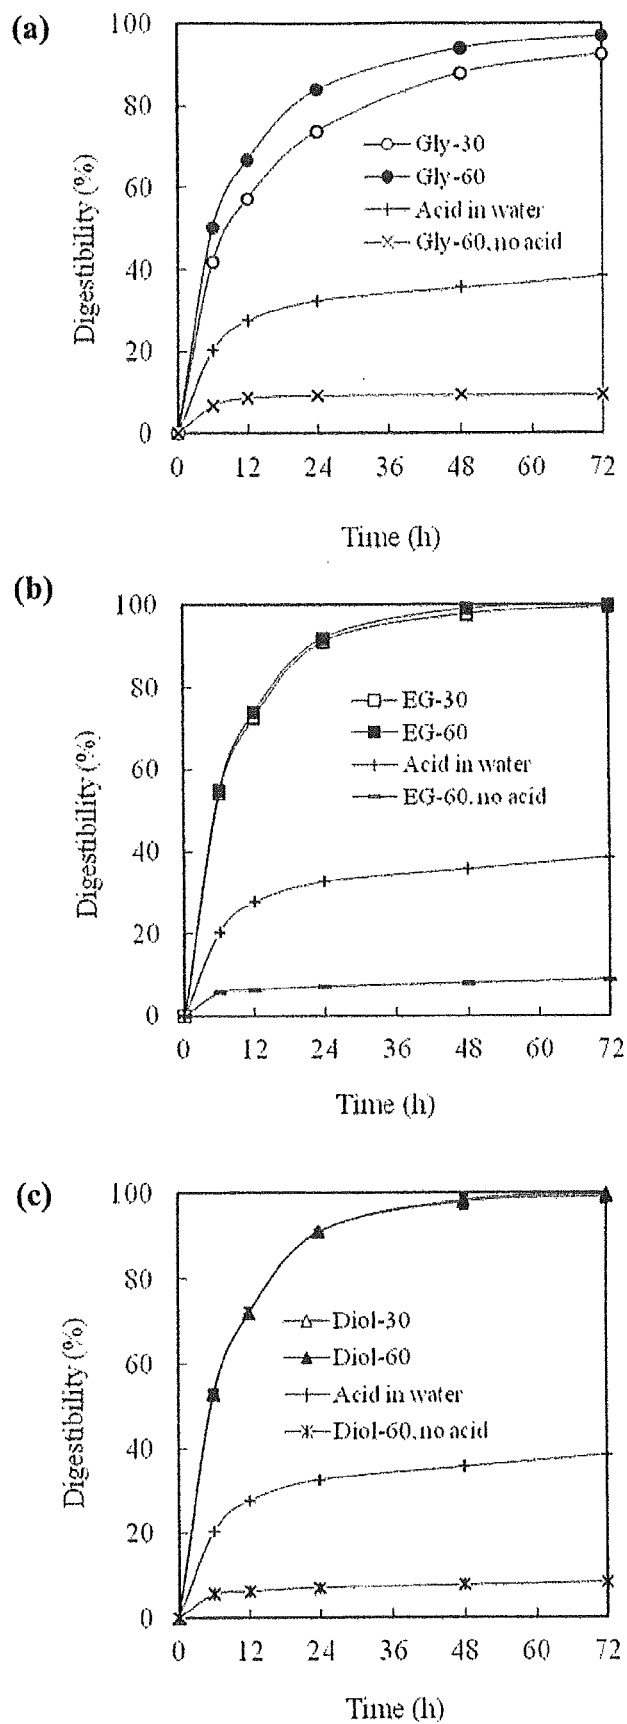 (a)
Digestibility (%)
100
80
60
40
20
0
Gly-30
Gly-60
Acid in water
Gly-60, no acid
0 12 24 36 48 60 72
Time (h)
(b)
Digestibility (%)
100
80
60
40
20
0
EG-30
EG-60
Acid in water
EG-60, no acid
0 12 24 36 48 60 72
Time (h)
(c)
Digestibility (%)
100
80
60
40
20
0
Diol-30
Diol-60
Acid in water
Diol-60, no acid
0 12 24 36 48 60 72
Time (h)